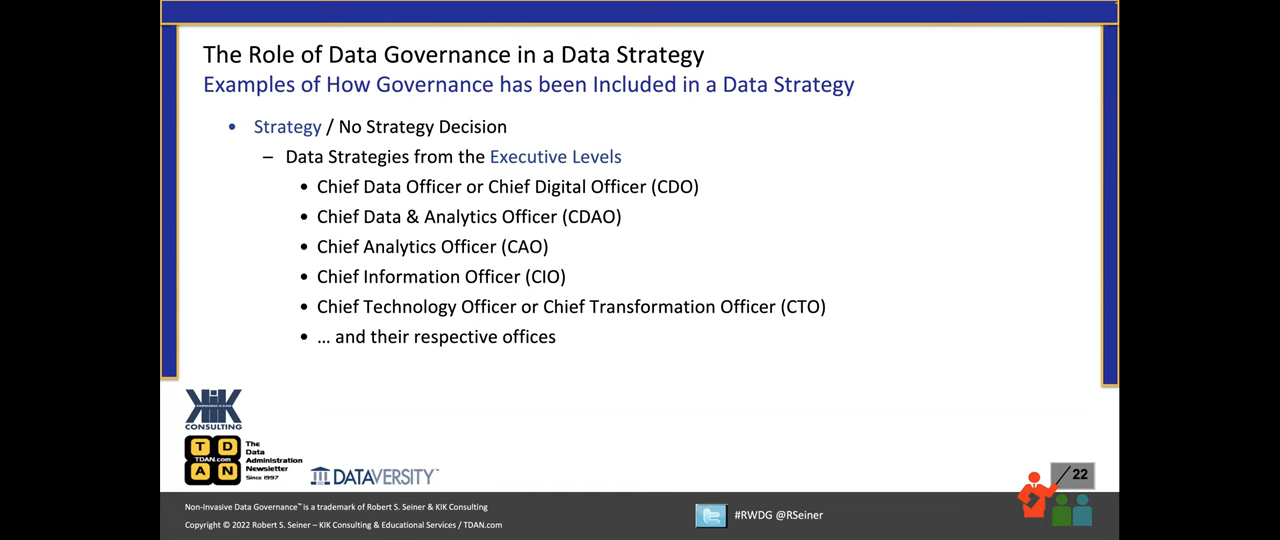 The Role of Data Governance in a Data Strategy
Examples of How Governance has been Included in a Data Strategy
• Strategy / No Strategy Decision
– Data Strategies from the Executive Levels
• Chief Data Officer or Chief Digital Officer (CDO)
• Chief Data & Analytics Officer (CDAO)
• Chief Analytics Officer (CAO)
• Chief Information Officer (CIO)
• Chief Technology Officer or Chief Transformation Officer (CTO)
• … and their respective offices
KIK
CONSULTING
T D
TDAN.com
A N
The
Data
Administration
Newsletter
Since 1997
DATAVERSITY™
/ 22
Non-Invasive Data Governance™ is a trademark of Robert S. Seiner & KIK Consulting
Copyright © 2022 Robert S. Seiner – KIK Consulting & Educational Services / TDAN.com
#RWDG @RSeiner